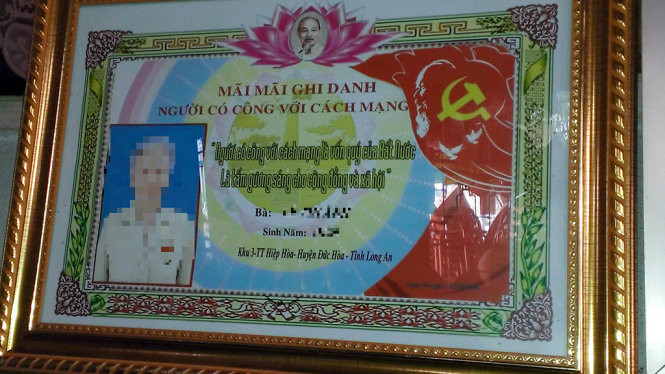 MÃI MÃI GHI DANH
NGƯỜI CÓ CÔNG VỚI CÁCH MẠNG
"Người có công với cách mạng là vốn quý của Đất Nước
Là tấm gương sáng cho cộng đồng và xã hội"
Bà:
Sinh Năm:
Khu 3-TT Hiệp Hòa- Huyện Đức Hòa - Tỉnh Long An